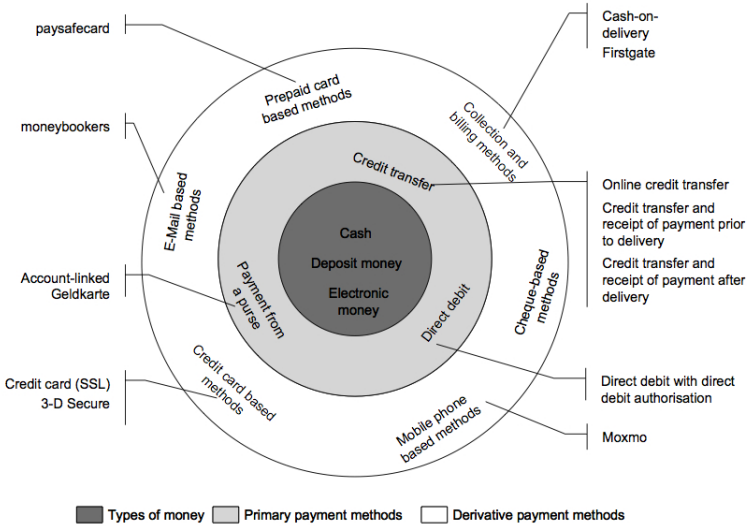 paysafecard
moneybookers
Account-linked
Geldkarte
Credit card (SSL)
3-D Secure
Prepaid card
based methods
Collection and
billing methods
E-Mail based
methods
Credit transfer
Cash
Deposit money
Electronic
money
Payment from
a purse
Direct debit
Cheque-based
methods
Credit card based
methods
Mobile phone
based methods
Cash-on-
delivery
Firstgate
Online credit transfer
Credit transfer and
receipt of payment prior
to delivery
Credit transfer and
receipt of payment after
delivery
Direct debit with direct
debit authorisation
Moxmo
Types of money
Primary payment methods
Derivative payment methods